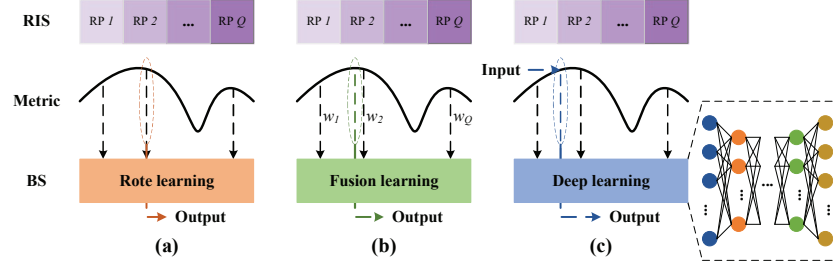 RIS
RP 1 RP 2 ... RP Q
RP 1 RP 2 ... RP Q
RP 1 RP 2 ... RP Q
Metric
w1 w2 wQ
Input
BS
Rote learning
Fusion learning
Deep learning
...
Output
Output
Output
(a)
(b)
(c)